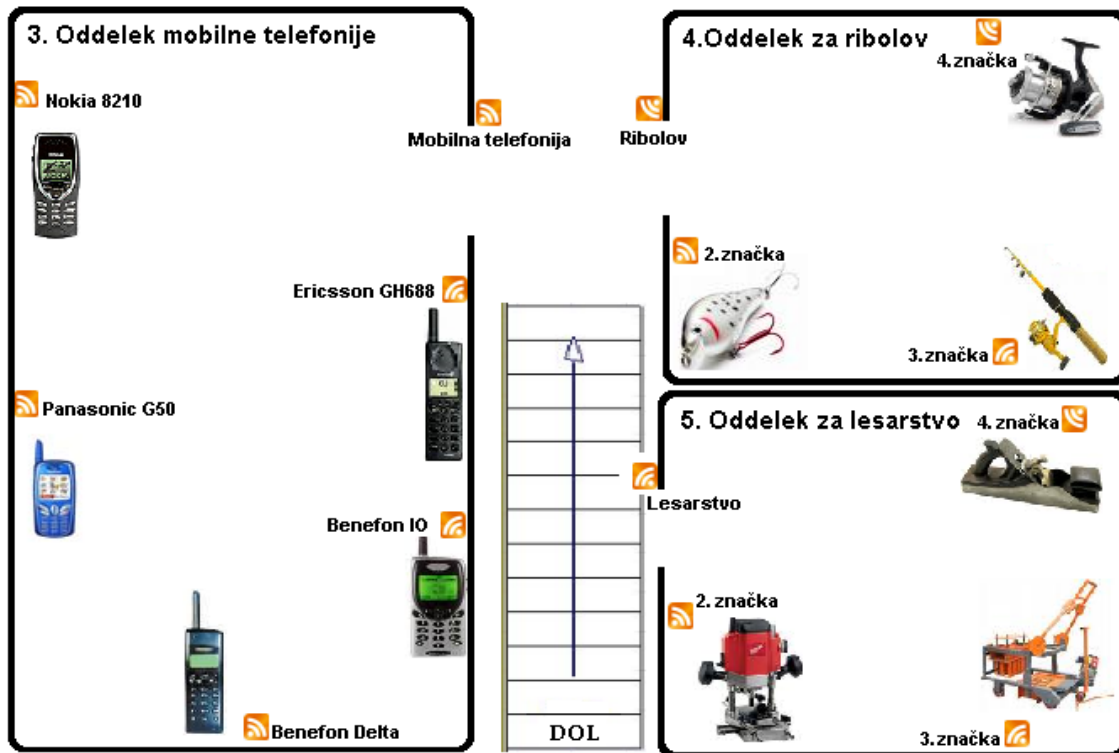 3. Oddelek mobilne telefonije
Nokia 8210
Mobilna telefonija
Ericsson GH688
Panasonic G50
Benefon IO
Benefon Delta
DOL
4.Oddelek za ribolov
4.značka
Ribolov
2.značka
3.značka
5. Oddelek za lesarstvo
4. značka
Lesarstvo
2. značka
3.značka